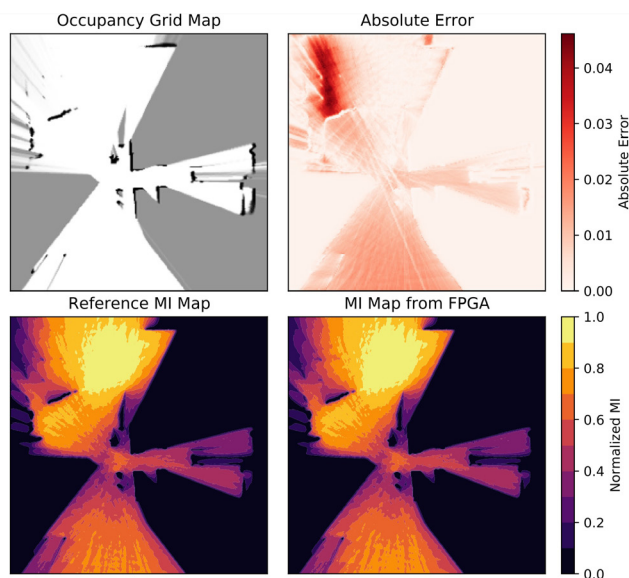 Occupancy Grid Map
Absolute Error
0.04
0.03
0.02
0.01
0.00
Absolute Error
Reference MI Map
MI Map from FPGA
1.0
0.8
0.6
0.4
0.2
0.0
Normalized MI